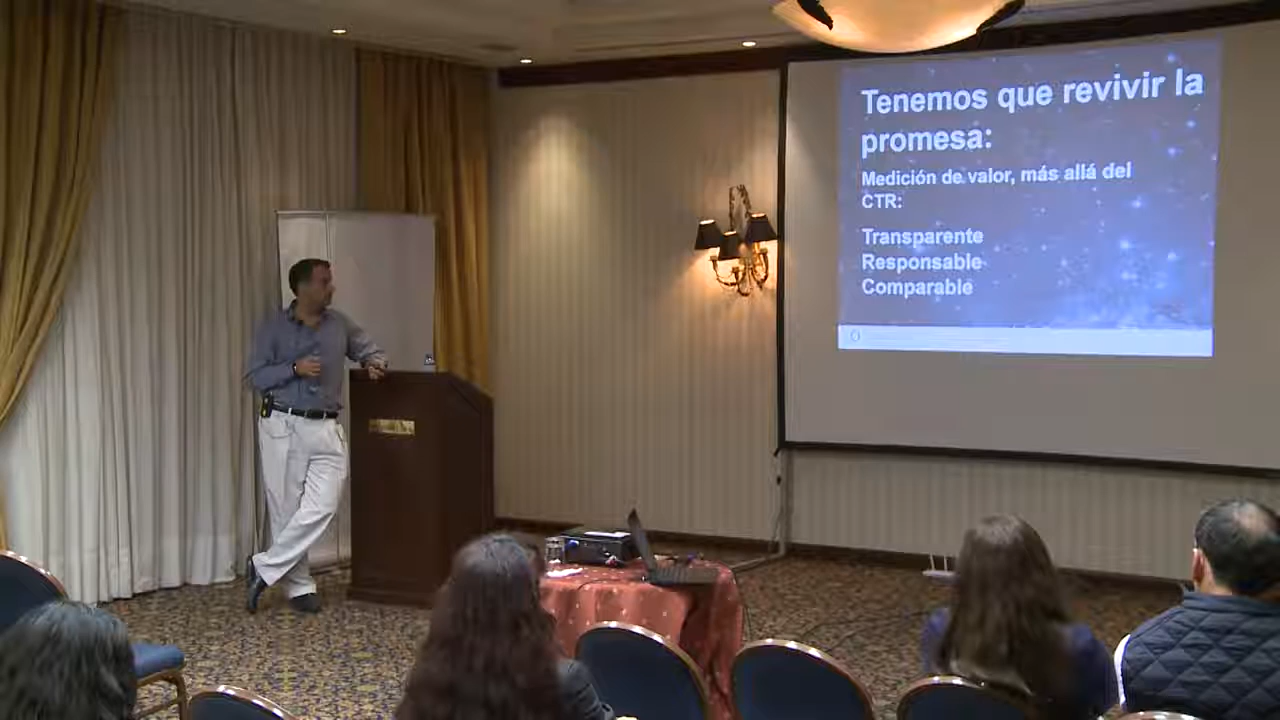 Tenemos que revivir la
promesa:
Medición de valor, más allá del
CTR:
Transparente
Responsable
Comparable